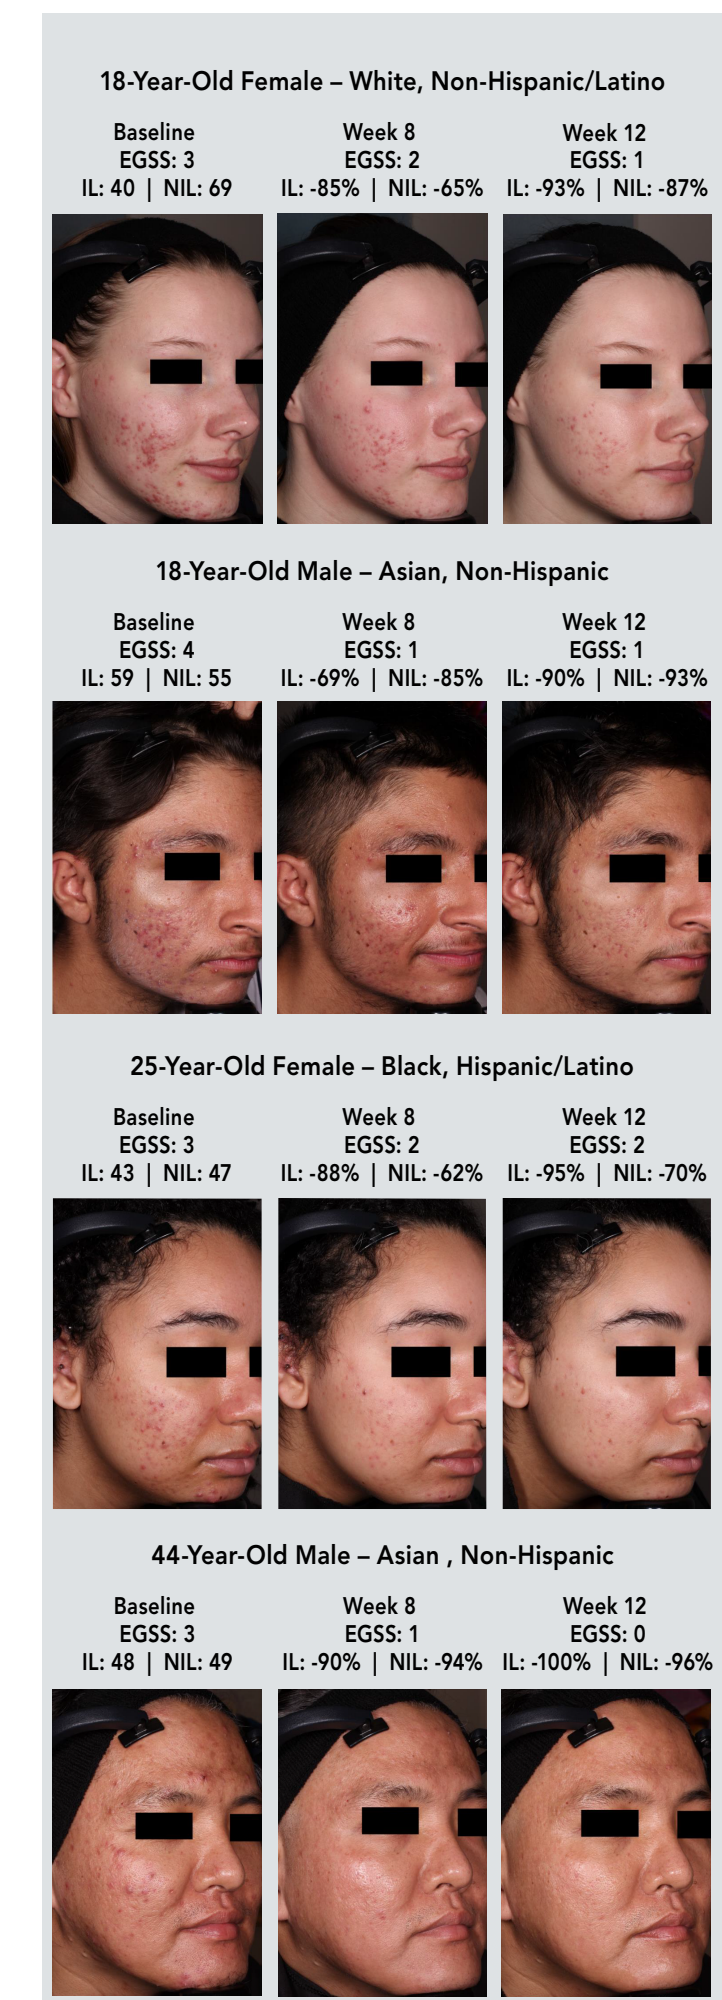 18-Year-Old Female – White, Non-Hispanic/Latino
Baseline
EGSS: 3
IL: 40 | NIL: 69
Week 8
EGSS: 2
IL: -85% | NIL: -65%
Week 12
EGSS: 1
IL: -93% | NIL: -87%
18-Year-Old Male – Asian, Non-Hispanic
Baseline
EGSS: 4
IL: 59 | NIL: 55
Week 8
EGSS: 1
IL: -69% | NIL: -85%
Week 12
EGSS: 1
IL: -90% | NIL: -93%
25-Year-Old Female – Black, Hispanic/Latino
Baseline
EGSS: 3
IL: 43 | NIL: 47
Week 8
EGSS: 2
IL: -88% | NIL: -62%
Week 12
EGSS: 2
IL: -95% | NIL: -70%
44-Year-Old Male – Asian , Non-Hispanic
Baseline
EGSS: 3
IL: 48 | NIL: 49
Week 8
EGSS: 1
IL: -90% | NIL: -94%
Week 12
EGSS: 0
IL: -100% | NIL: -96%